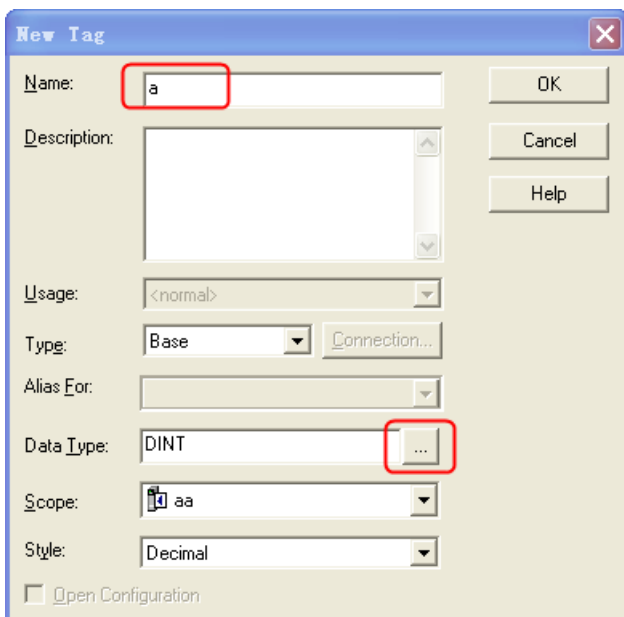 New Tag
Name: a OK
Description: Cancel
Help
Usage: <normal>
Type: Base Connection...
Alias For:
Data Type: DINT ...
Scope: aa
Style: Decimal
Open Configuration